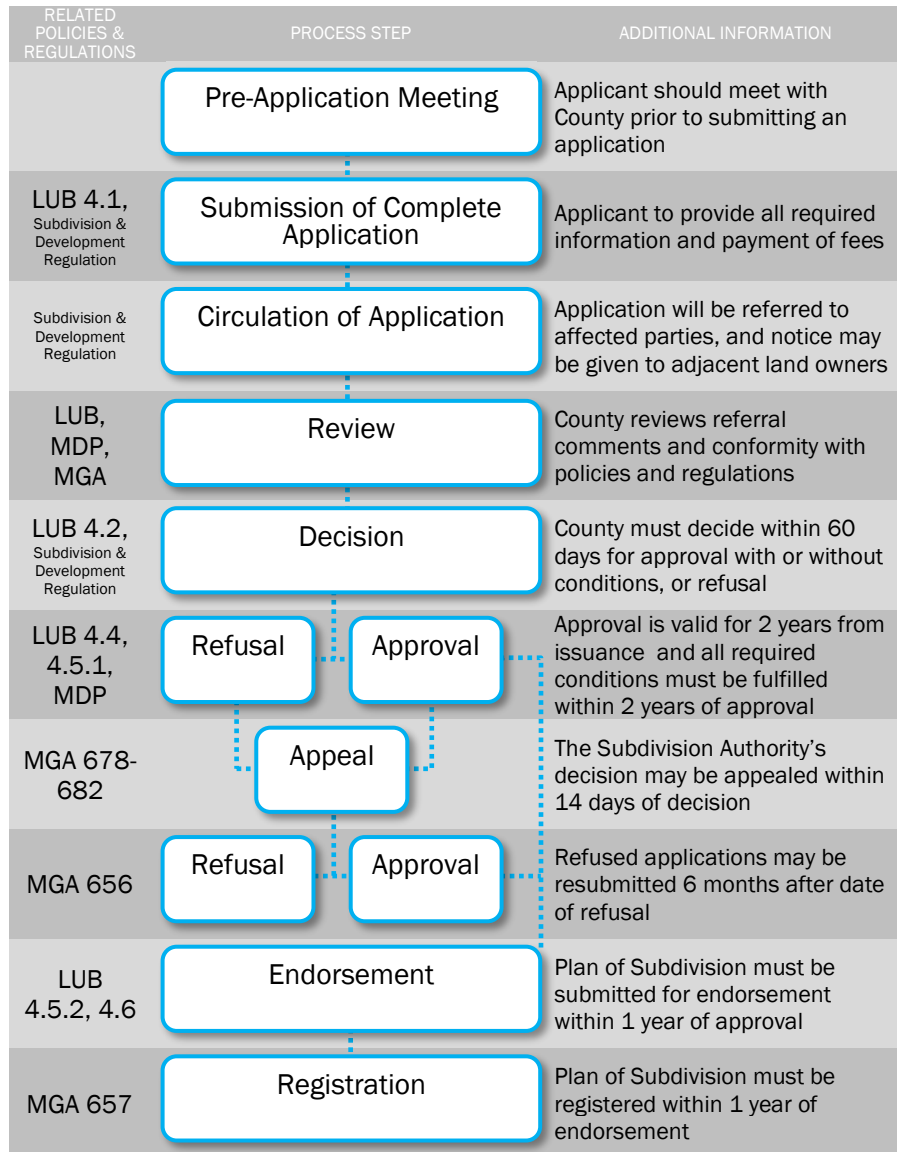 RELATED
POLICIES &
REGULATIONS
PROCESS STEP
ADDITIONAL INFORMATION
Pre-Application Meeting
Applicant should meet with
County prior to submitting an
application
LUB 4.1,
Subdivision &
Development
Regulation
Submission of Complete
Application
Applicant to provide all required
information and payment of fees
Subdivision &
Development
Regulation
Circulation of Application
Application will be referred to
affected parties, and notice may
be given to adjacent land owners
LUB,
MDP,
MGA
Review
County reviews referral
comments and conformity with
policies and regulations
LUB 4.2,
Subdivision &
Development
Regulation
Decision
County must decide within 60
days for approval with or without
conditions, or refusal
LUB 4.4,
4.5.1,
MDP
Refusal
Approval
Approval is valid for 2 years from
issuance and all required
conditions must be fulfilled
within 2 years of approval
MGA 678-
682
Appeal
The Subdivision Authority's
decision may be appealed within
14 days of decision
MGA 656
Refusal
Approval
Refused applications may be
resubmitted 6 months after date
of refusal
LUB
4.5.2, 4.6
Endorsement
Plan of Subdivision must be
submitted for endorsement
within 1 year of approval
MGA 657
Registration
Plan of Subdivision must be
registered within 1 year of
endorsement